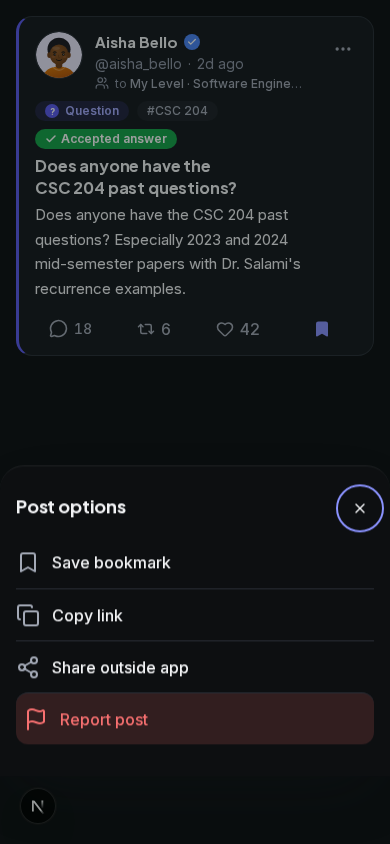 Aisha Bello
@aisha_bello · 2d ago
to My Level · Software Engine...
? Question #CSC 204
Accepted answer
Does anyone have the
CSC 204 past questions?
Does anyone have the CSC 204 past
questions? Especially 2023 and 2024
mid-semester papers with Dr. Salami's
recurrence examples.
18 6 42
Post options
Save bookmark
Copy link
Share outside app
Report post
N